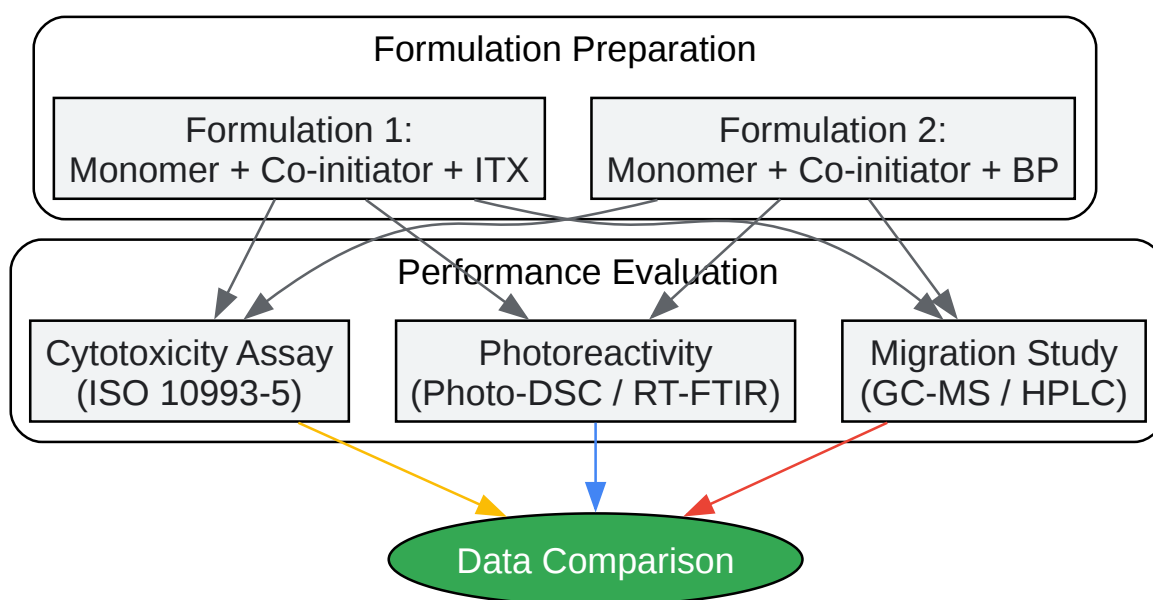 Formulation Preparation
Formulation 1:
Monomer + Co-initiator + ITX
Formulation 2:
Monomer + Co-initiator + BP
Performance Evaluation
Cytotoxicity Assay
(ISO 10993-5)
Photoreactivity
(Photo-DSC / RT-FTIR)
Migration Study
(GC-MS / HPLC)
Data Comparison